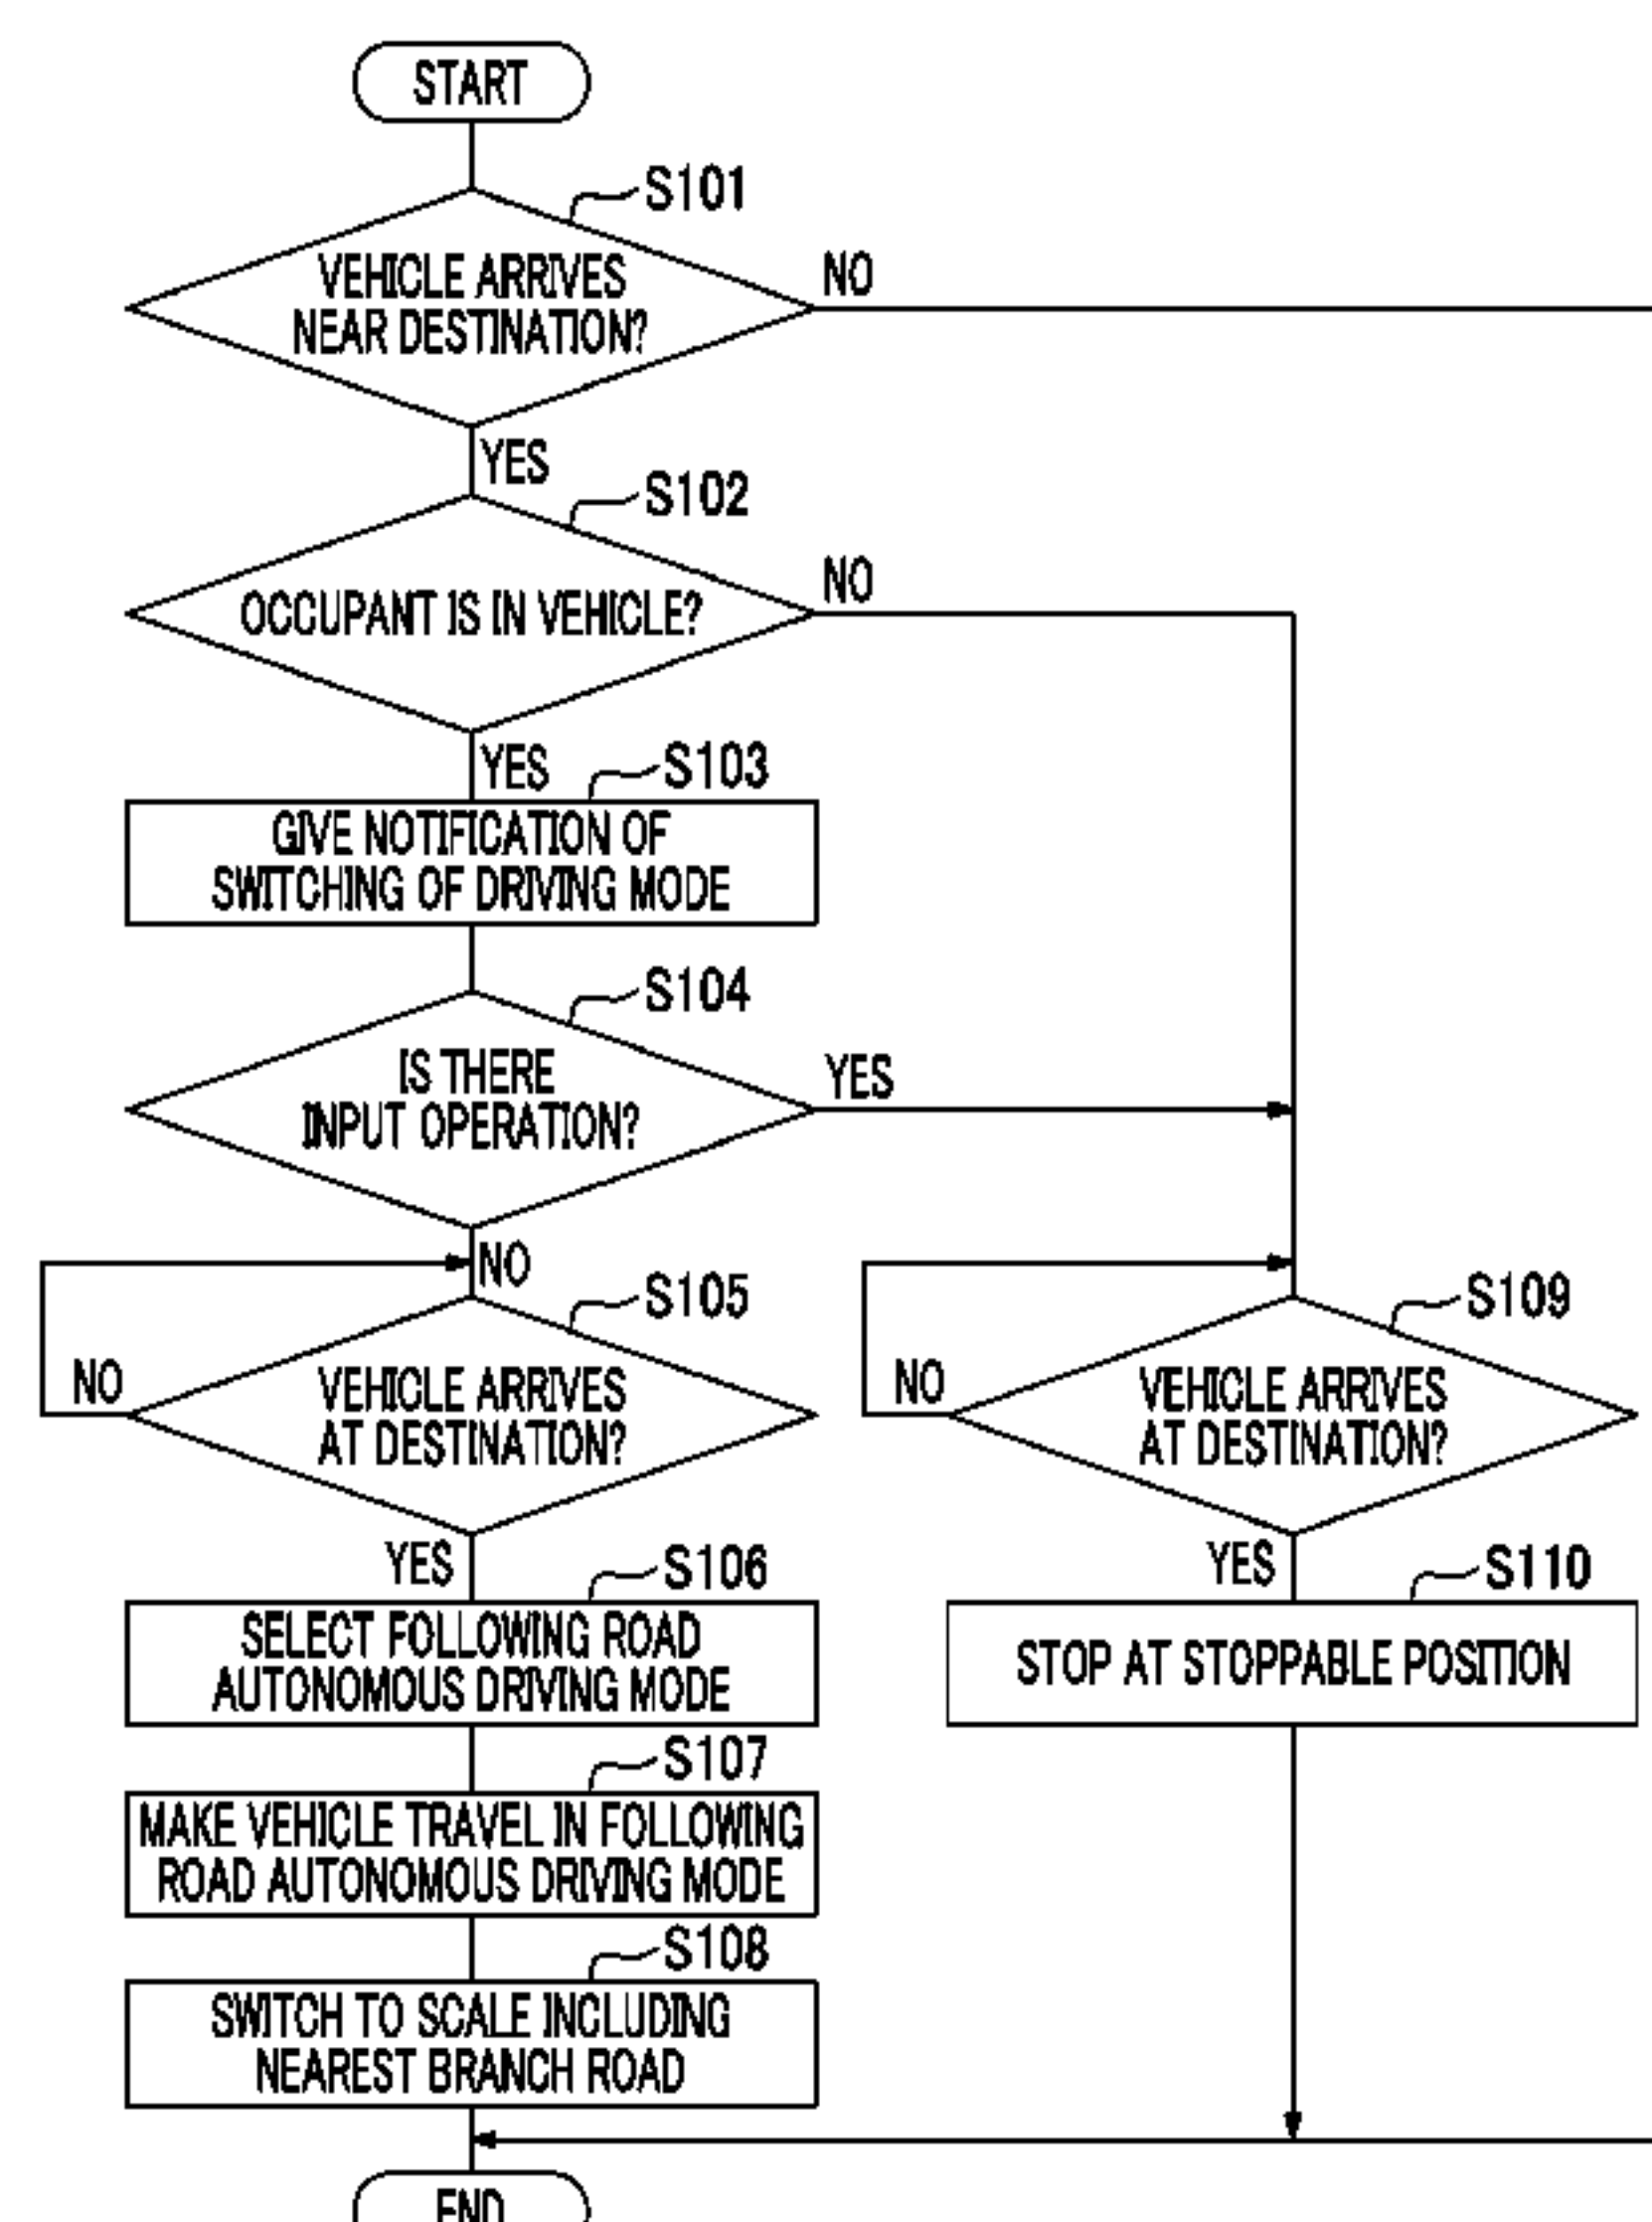 START
S101
VEHICLE ARRIVES
NEAR DESTINATION?
NO
YES
S102
OCCUPANT IS IN VEHICLE?
NO
YES
S103
GIVE NOTIFICATION OF
SWITCHING OF DRIVING MODE
S104
IS THERE
INPUT OPERATION?
YES
NO
S105
VEHICLE ARRIVES
AT DESTINATION?
NO
YES
S109
VEHICLE ARRIVES
AT DESTINATION?
NO
YES
S106
SELECT FOLLOWING ROAD
AUTONOMOUS DRIVING MODE
S110
STOP AT STOPPABLE POSITION
S107
MAKE VEHICLE TRAVEL IN FOLLOWING
ROAD AUTONOMOUS DRIVING MODE
S108
SWITCH TO SCALE INCLUDING
NEAREST BRANCH ROAD
END